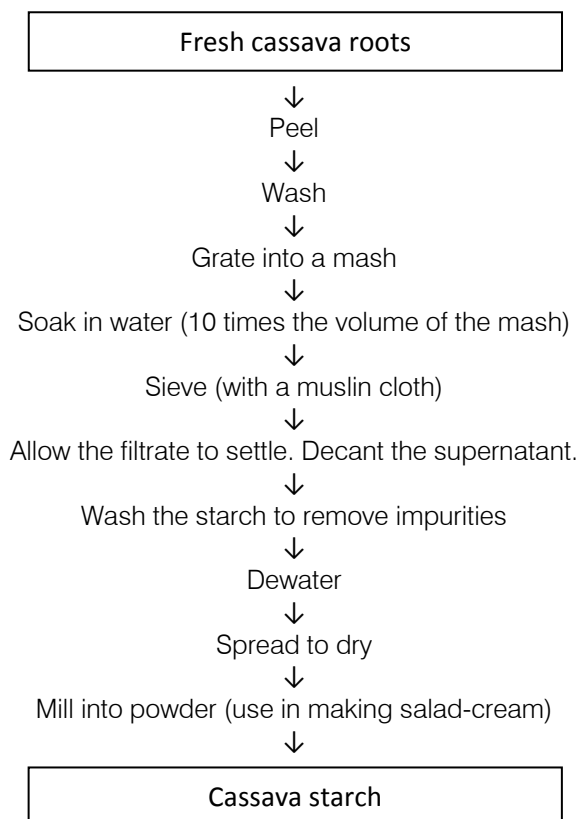 Fresh cassava roots
↓
Peel
↓
Wash
↓
Grate into a mash
↓
Soak in water (10 times the volume of the mash)
↓
Sieve (with a muslin cloth)
↓
Allow the filtrate to settle. Decant the supernatant.
↓
Wash the starch to remove impurities
↓
Dewater
↓
Spread to dry
↓
Mill into powder (use in making salad-cream)
↓
Cassava starch